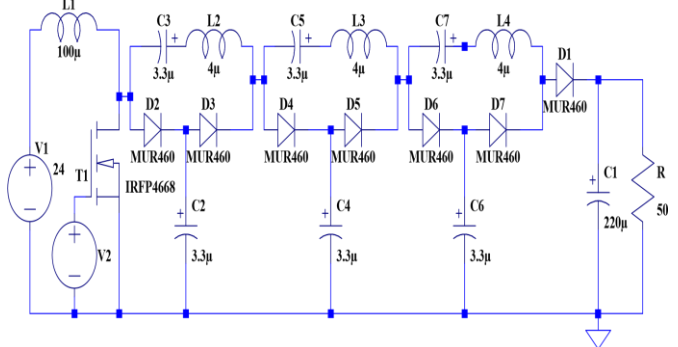 L1
100µ
C3
+
3.3µ
L2
4µ
C5
+
3.3µ
L3
4µ
C7
+
3.3µ
L4
4µ
D1
MUR460
D2
MUR460
D3
MUR460
D4
MUR460
D5
MUR460
D6
MUR460
D7
MUR460
V1
24
+
−
T1
IRFP4668
V2
+
−
+
C2
3.3µ
+
C4
3.3µ
+
C6
3.3µ
+
C1
220µ
R
50